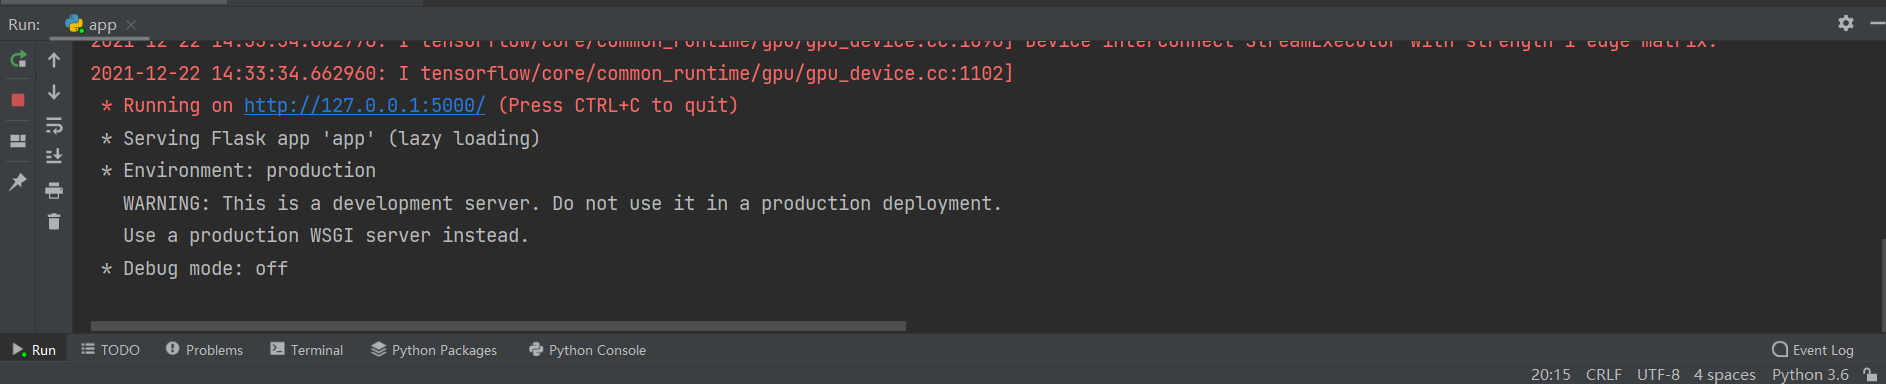 Run: app
2021-12-22 14:33:34.662776: I tensorflow/core/common_runtime/gpu/gpu_device.cc:1096] Device interconnect StreamExecutor with strength 1 edge matrix:
2021-12-22 14:33:34.662960: I tensorflow/core/common_runtime/gpu/gpu_device.cc:1102]
* Running on http://127.0.0.1:5000/ (Press CTRL+C to quit)
* Serving Flask app 'app' (lazy loading)
* Environment: production
WARNING: This is a development server. Do not use it in a production deployment.
Use a production WSGI server instead.
* Debug mode: off
Run TODO Problems Terminal Python Packages Python Console Event Log
20:15 CRLF UTF-8 4 spaces Python 3.6